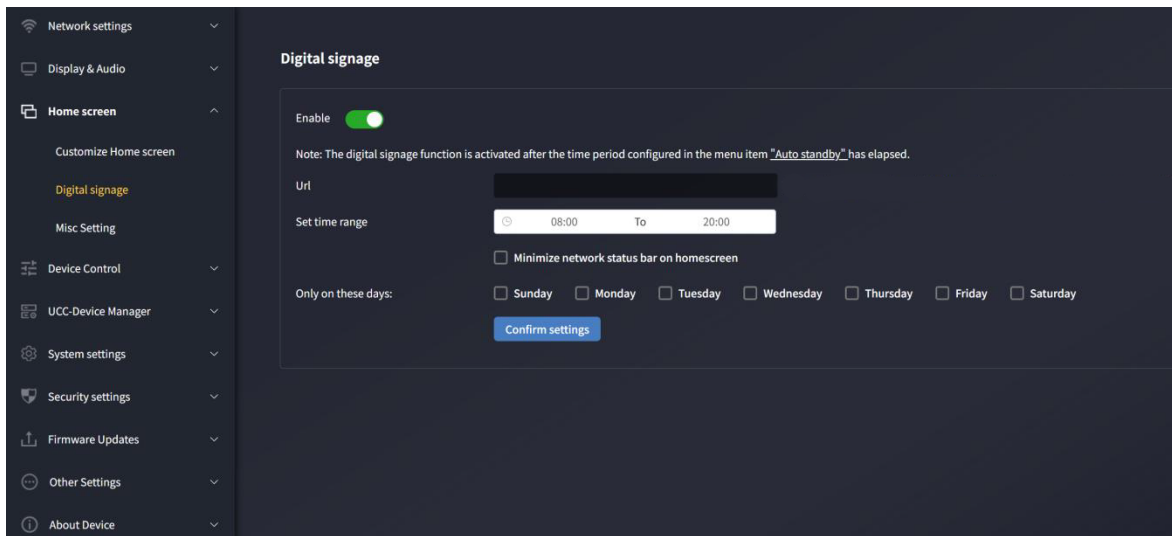 Network settings
Display & Audio
Home screen
Customize Home screen
Digital signage
Misc Setting
Device Control
UCC-Device Manager
System settings
Security settings
Firmware Updates
Other Settings
About Device
Digital signage
Enable
Note: The digital signage function is activated after the time period configured in the menu item "Auto standby" has elapsed.
Url
Set time range 08:00 To 20:00
Minimize network status bar on homescreen
Only on these days: Sunday Monday Tuesday Wednesday Thursday Friday Saturday
Confirm settings